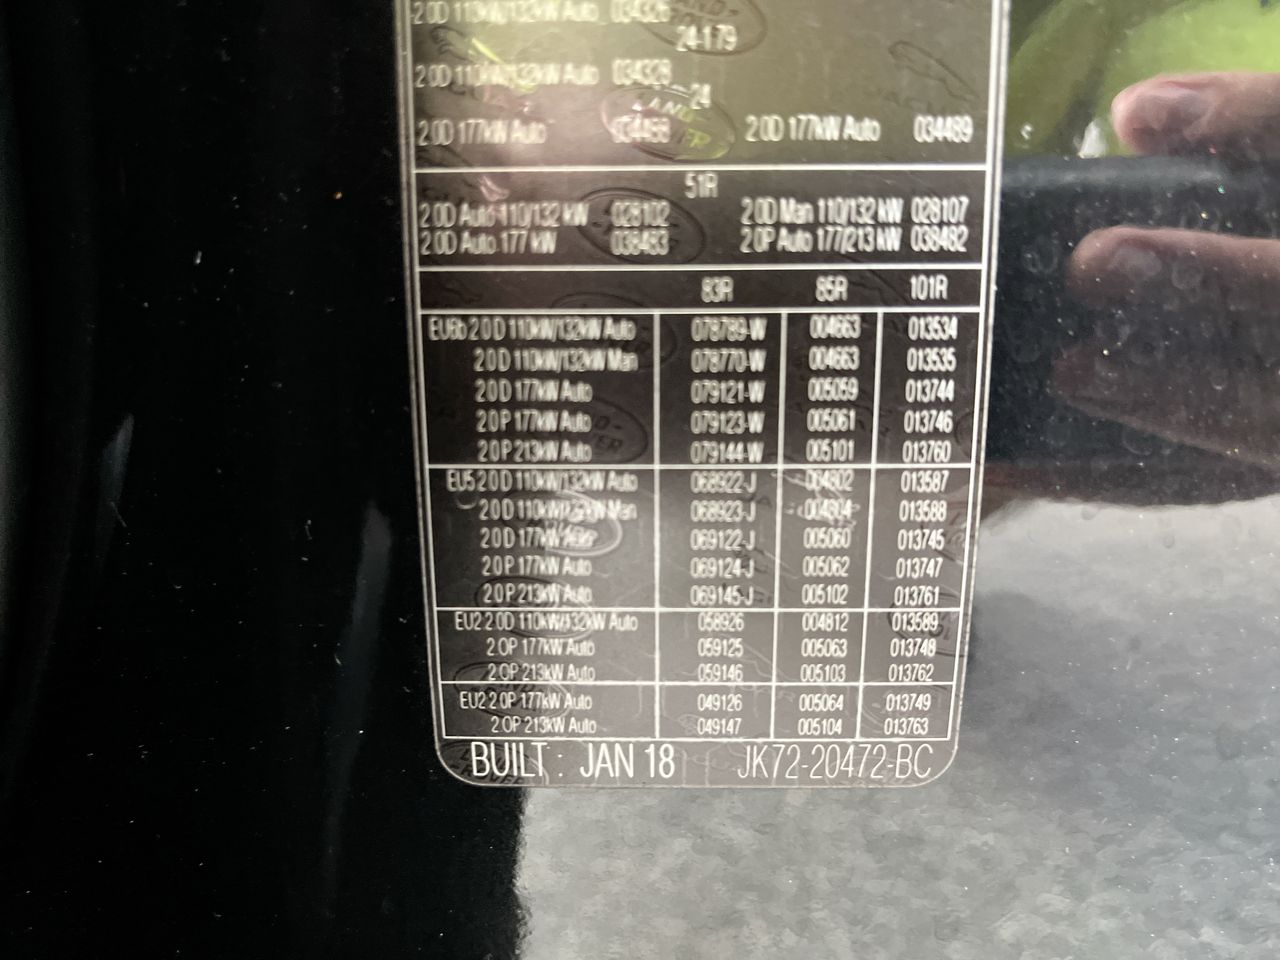 2.0D 110kW/132kW Auto 034326
24-179
2.0D 110kW/132kW Auto 034328
24
2.0D 177kW Auto 034488 2.0D 177kW Auto 034489
51R
2.0D Auto 110/132 kW 028102 2.0D Man 110/132 kW 028107
2.0D Auto 177 kW 038483 2.0P Auto 177/213 kW 038482
83R 85R 101R
EU6b 2.0D 110kW/132kW Auto 078789-W 004663 013534
2.0D 110kW/132kW Man 078770-W 004663 013535
2.0D 177kW Auto 079121-W 005059 013744
2.0P 177kW Auto 079123-W 005061 013746
2.0P 213kW Auto 079144-W 005101 013760
EU5 2.0D 110kW/132kW Auto 068922-J 004802 013587
2.0D 110kW/132kW Man 068923-J 004804 013588
2.0D 177kW Auto 069122-J 005060 013745
2.0P 177kW Auto 069124-J 005062 013747
2.0P 213kW Auto 069145-J 005102 013761
EU2 2.0D 110kW/132kW Auto 058926 004812 013589
2.0P 177kW Auto 059125 005063 013748
2.0P 213kW Auto 059146 005103 013762
EU2 2.0P 177kW Auto 049126 005064 013749
2.0P 213kW Auto 049147 005104 013763
BUILT: JAN 18 JK72-20472-BC